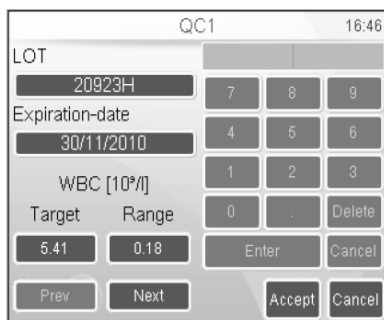 QC1 16:46
LOT
20923H
Expiration-date
30/11/2010
WBC [10⁹/l]
Target Range
5.41 0.18
Prev Next
7 8 9
4 5 6
1 2 3
0 . Delete
Enter Cancel
Accept Cancel